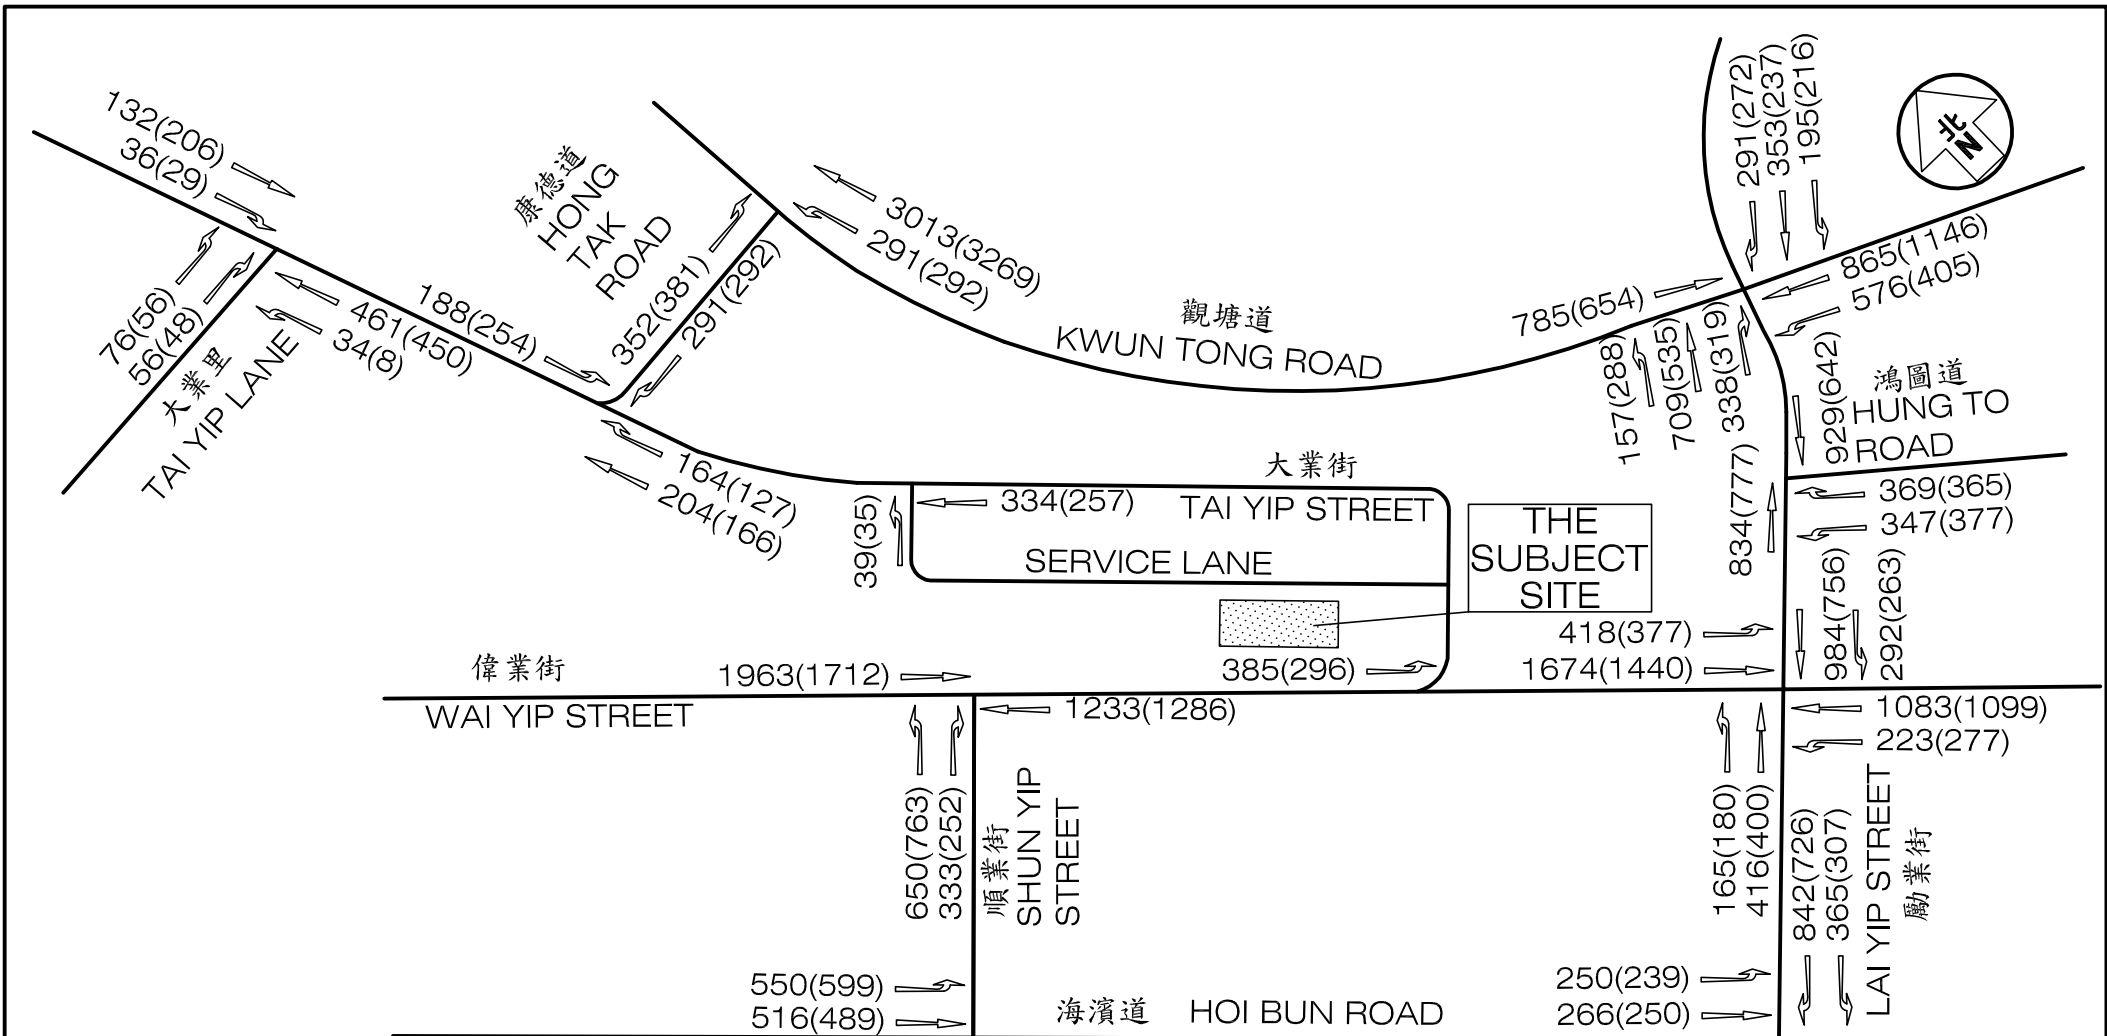 132(206)
36(29)
76(56)
56(48)
大業里
TAI YIP LANE
461(450)
34(8)
188(254)
康德道
HONG
TAK
ROAD
352(381)
291(292)
3013(3269)
291(292)
164(127)
204(166)
觀塘道
KWUN TONG ROAD
785(654)
291(272)
353(237)
195(216)
北
N
865(1146)
576(405)
157(288)
709(535)
338(319)
929(642)
鴻圖道
HUNG TO
ROAD
369(365)
347(377)
834(777)
984(756)
292(263)
大業街
TAI YIP STREET
334(257)
39(35)
SERVICE LANE
THE
SUBJECT
SITE
418(377)
1674(1440)
385(296)
偉業街
WAI YIP STREET
1963(1712)
1233(1286)
1083(1099)
223(277)
650(763)
333(252)
順業街
SHUN YIP
STREET
165(180)
416(400)
842(726)
365(307)
LAI YIP STREET
勵業街
550(599)
516(489)
海濱道 HOI BUN ROAD
250(239)
266(250)